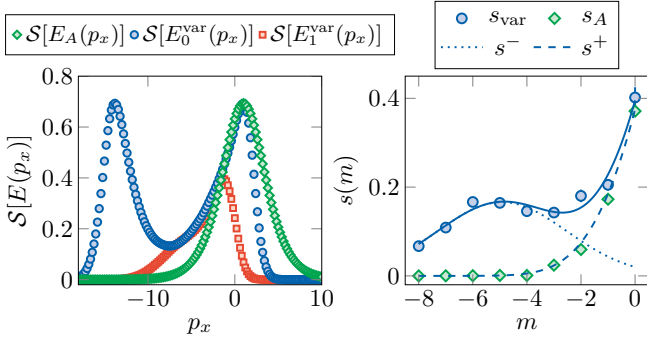 S[E_A(p_x)] S[E_0^var(p_x)] S[E_1^var(p_x)]
s_var s_A
s^- s^+
0.8
0.6
0.4
0.2
0
−10 0 10
p_x
S[E(p_x)]
0.4
0.2
0
−8 −6 −4 −2 0
m
s(m)